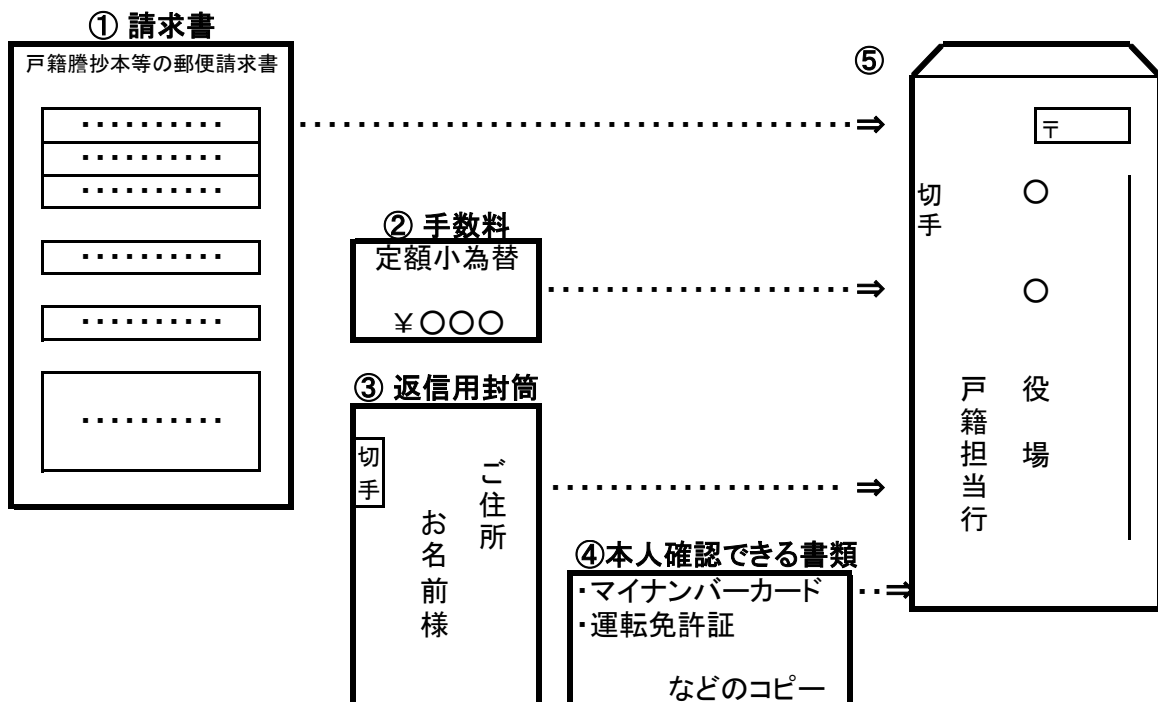 ① 請求書
戸籍謄抄本等の郵便請求書
・・・・・・・・・・
・・・・・・・・・・
・・・・・・・・・・
・・・・・・・・・・
・・・・・・・・・・
・・・・・・・・・・
② 手数料
定額小為替
￥〇〇〇
③ 返信用封筒
切手
ご住所
お名前様
④本人確認できる書類
・マイナンバーカード
・運転免許証
などのコピー
⑤
〒
切手
〇〇役場
戸籍担当行